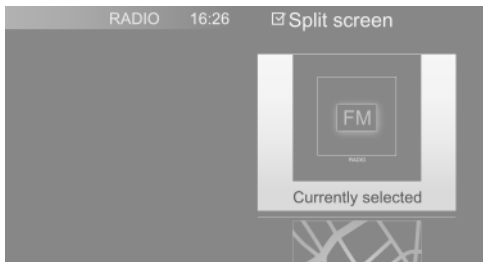 RADIO 16:26
Split screen
FM
RADIO
Currently selected